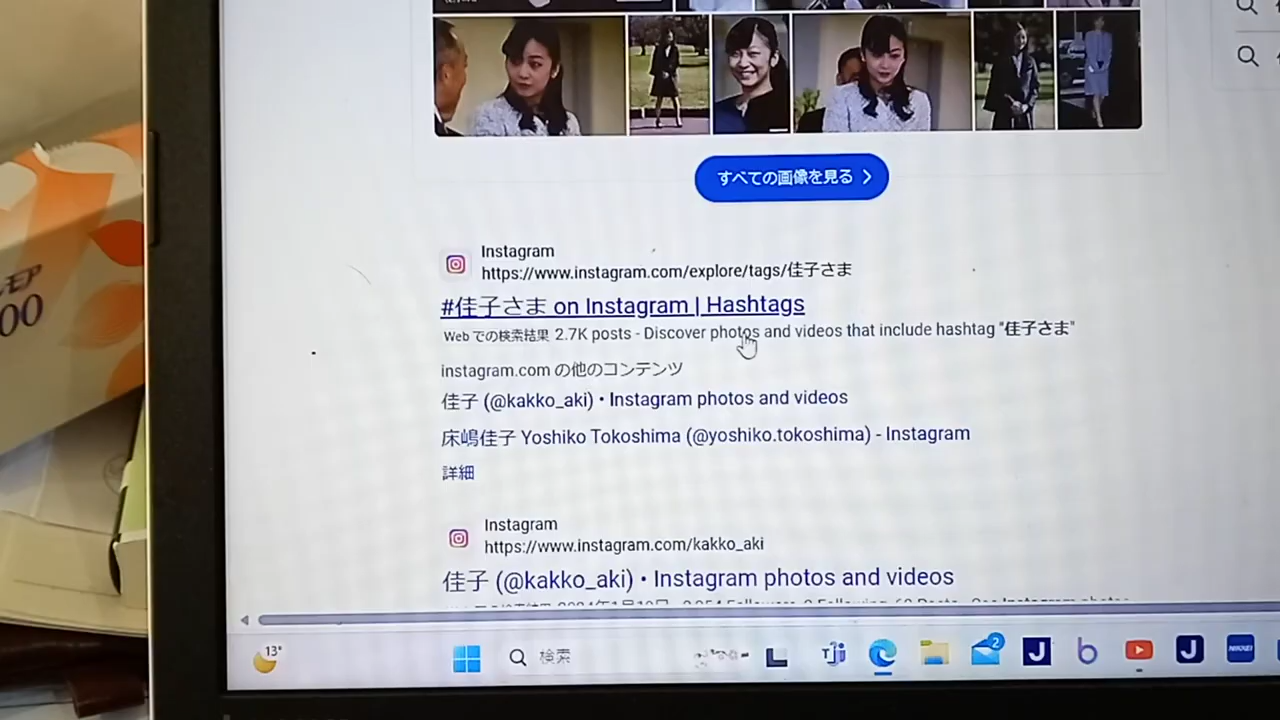 すべての画像を見る
Instagram
https://www.instagram.com/explore/tags/佳子さま
#佳子さま on Instagram | Hashtags
Web での検索結果 2.7K posts - Discover photos and videos that include hashtag "佳子さま"
instagram.com の他のコンテンツ
佳子 (@kakko_aki) • Instagram photos and videos
床嶋佳子 Yoshiko Tokoshima (@yoshiko.tokoshima) - Instagram
詳細
Instagram
https://www.instagram.com/kakko_aki
佳子 (@kakko_aki) • Instagram photos and videos
13°
検索
2
J
b
J
NIKKEI
00